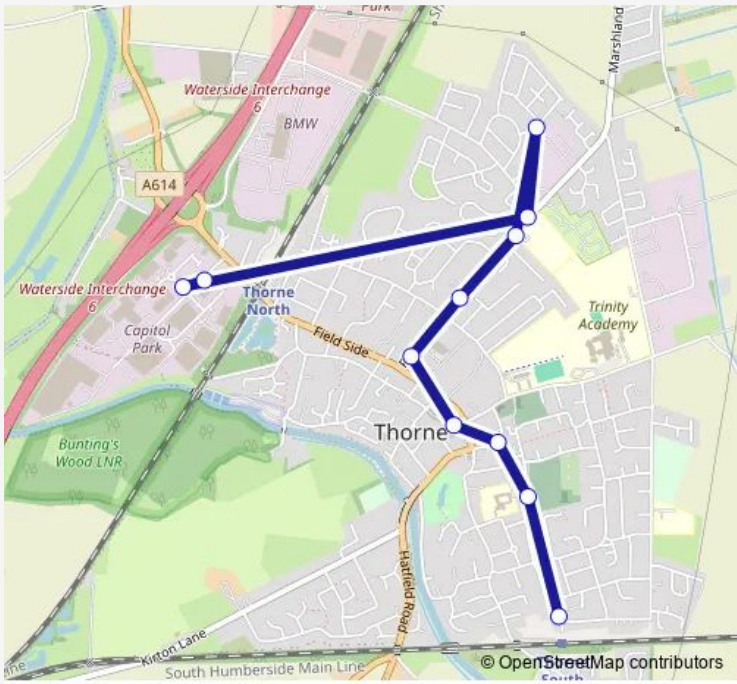 Park
Marshland
Waterside Interchange
6
BMW
A614
Waterside Interchange
6
Thorne
North
Capitol
Park
Trinity
Academy
Field Side
Thorne
Bunting's
Wood LNR
Hatfield Road
Kirton Lane
South Humberside Main Line
© OpenStreetMap contributors
South